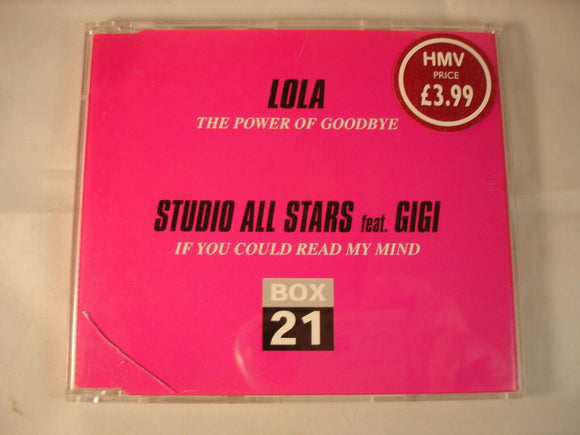 LOLA
THE POWER OF GOODBYE
HMV
PRICE
£3.99
STUDIO ALL STARS feat. GIGI
IF YOU COULD READ MY MIND
BOX
21